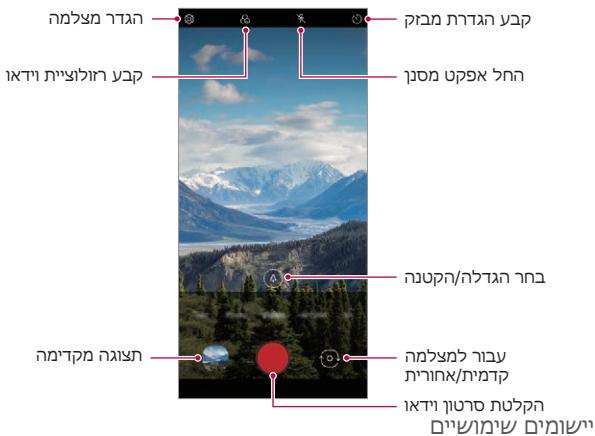 הגדר מצלמה
קבע הגדרת מבזק
קבע רזולוציית וידאו
החל אפקט מסנן
בחר הגדלה/הקטנה
תצוגה מקדימה
עבור למצלמה
קדמית/אחורית
הקלטת סרטון וידאו
יישומים שימושיים